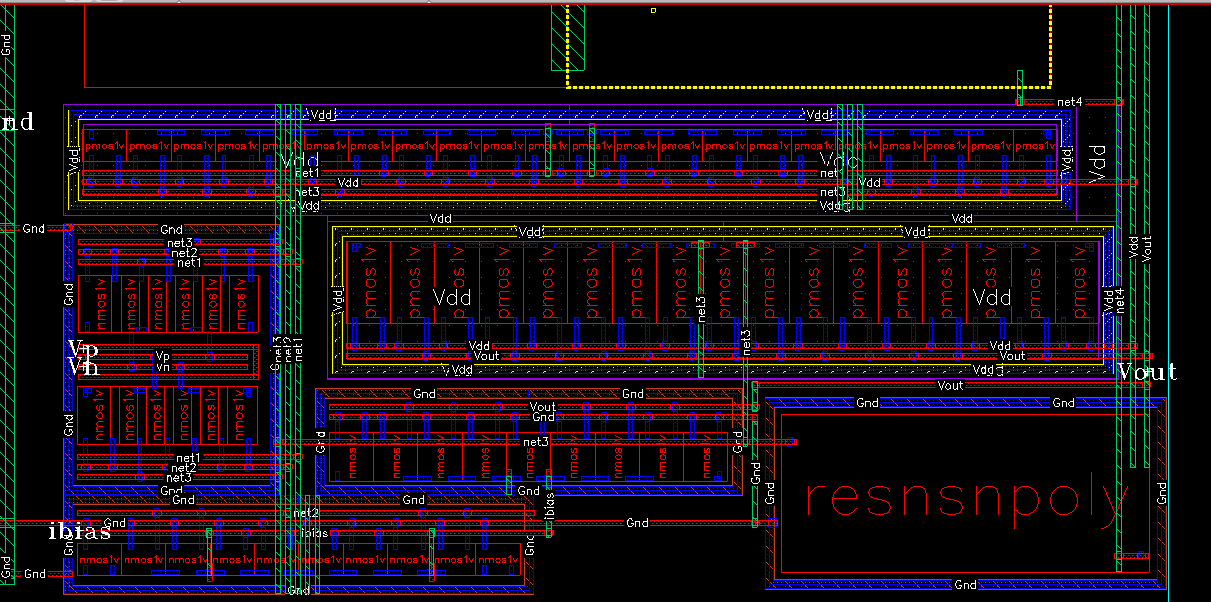 Gnd
net4
Vdd Vdd
nd
pmos1v pmos1v pmos1v pmos1v pmos1v pmos1v pmos1v pmos1v pmos1v pmos1v pmos1v pmos1v pmos1v pmos1v pmos1v pmos1v pmos1v pmos1v pmos1v pmos1v pmos1v pmos1v
Vdd Vdd Vdd Vdd Vdd
net1 net
Vdd Vdd
net3 net3
Vdd Vdd
Vdd Vdd
Gnd Gnd Vdd Vdd
net3
net2
net1
Vdd Vout
pmos1v pmos1v pmos1v pmos1v pmos1v pmos1v pmos1v pmos1v pmos1v pmos1v pmos1v pmos1v pmos1v pmos1v pmos1v pmos1v pmos1v
Gnd nmos1v nmos1v nmos1v nmos1v nmos1v nmos1v
Vdd Vdd Vdd Vdd net4
net3 net3
net3 net2 net1
Vdd Vdd
Vp Vp
Vout Vout
Vn Vn
Vdd Vdd
Vout
Vout
Gnd nmos1v nmos1v nmos1v nmos1v nmos1v nmos1v
Gnd Gnd
Vout
Gnd
Gnd Gnd
Gnd net3 Gnd
nmos1v nmos1v nmos1v nmos1v nmos1v nmos1v nmos1v nmos1v nmos1v
net1
net2
net3
Gnd Gnd Gnd Gnd Gnd
Gnd Gnd
resnsnpoly
net2 ibias
Gnd Gnd
ibias ibias
Gnd Gnd
nmos1v nmos1v nmos1v nmos1v nmos1v nmos1v nmos1v nmos1v nmos1v nmos1v
Gnd Gnd
Gnd Gnd